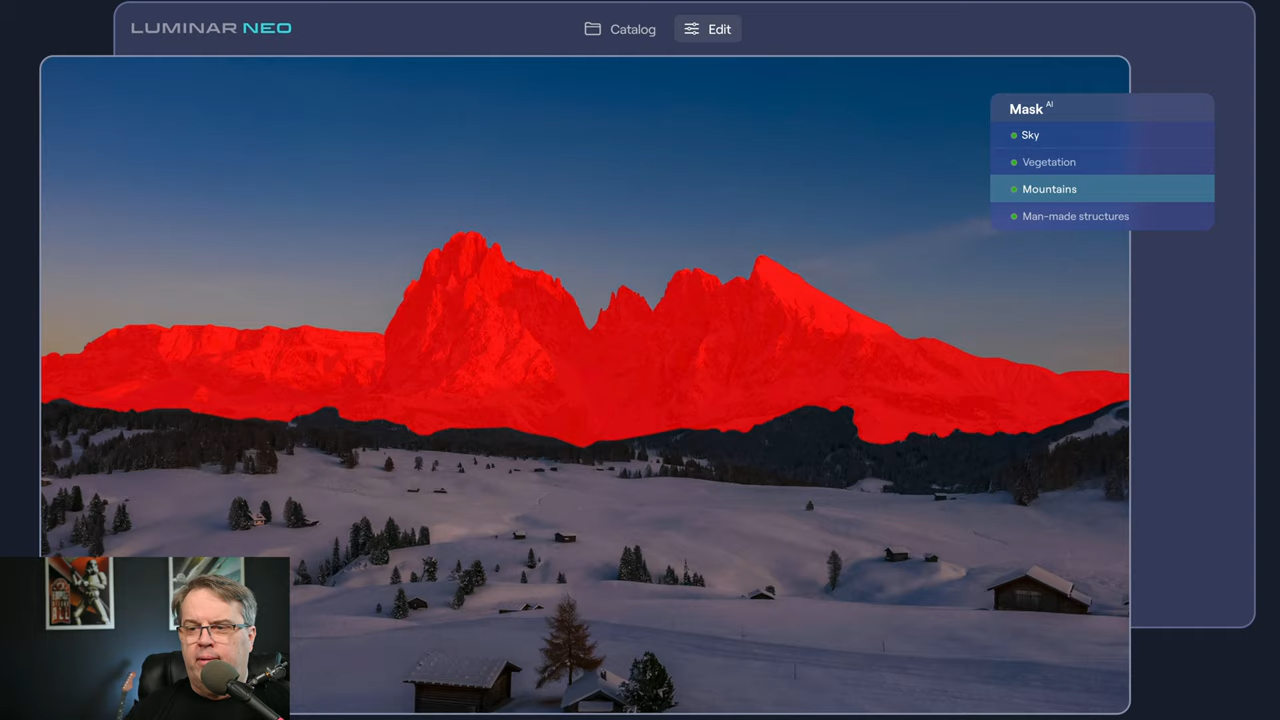 LUMINAR NEO
Catalog
Edit
Mask AI
Sky
Vegetation
Mountains
Man-made structures